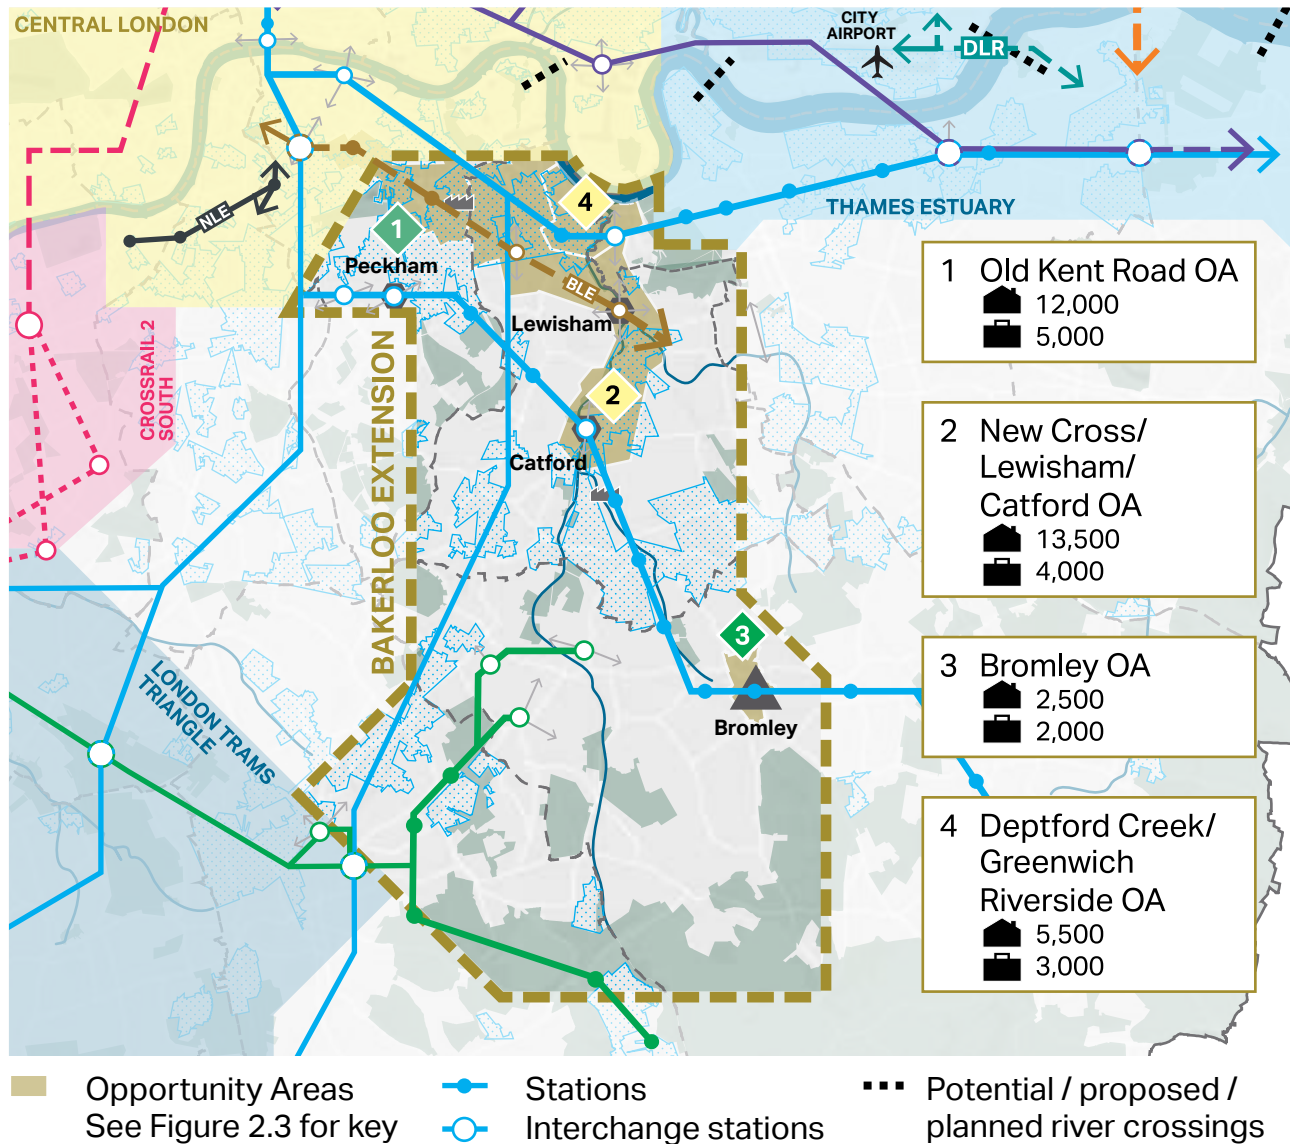 CENTRAL LONDON
CITY
AIRPORT
DLR
NLE
THAMES ESTUARY
1
4
Peckham
BLE
Lewisham
2
Catford
CROSSRAIL 2
SOUTH
BAKERLOO EXTENSION
LONDON TRAMS
TRIANGLE
3
Bromley
1 Old Kent Road OA
12,000
5,000
2 New Cross/
Lewisham/
Catford OA
13,500
4,000
3 Bromley OA
2,500
2,000
4 Deptford Creek/
Greenwich
Riverside OA
5,500
3,000
Opportunity Areas
See Figure 2.3 for key
Stations
Interchange stations
Potential / proposed /
planned river crossings